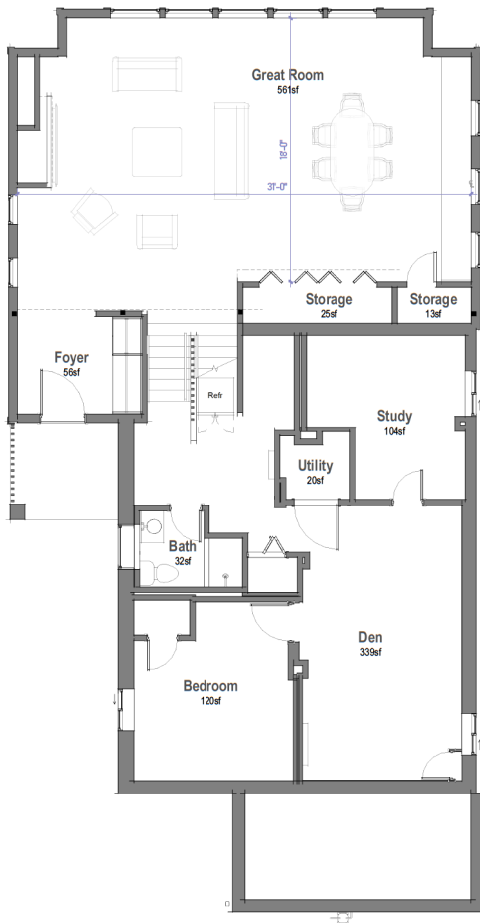 Great Room
561sf
18'-0"
31'-0"
Storage
25sf
Storage
13sf
Foyer
56sf
Refr
Study
104sf
Utility
20sf
Bath
32sf
Den
339sf
Bedroom
120sf